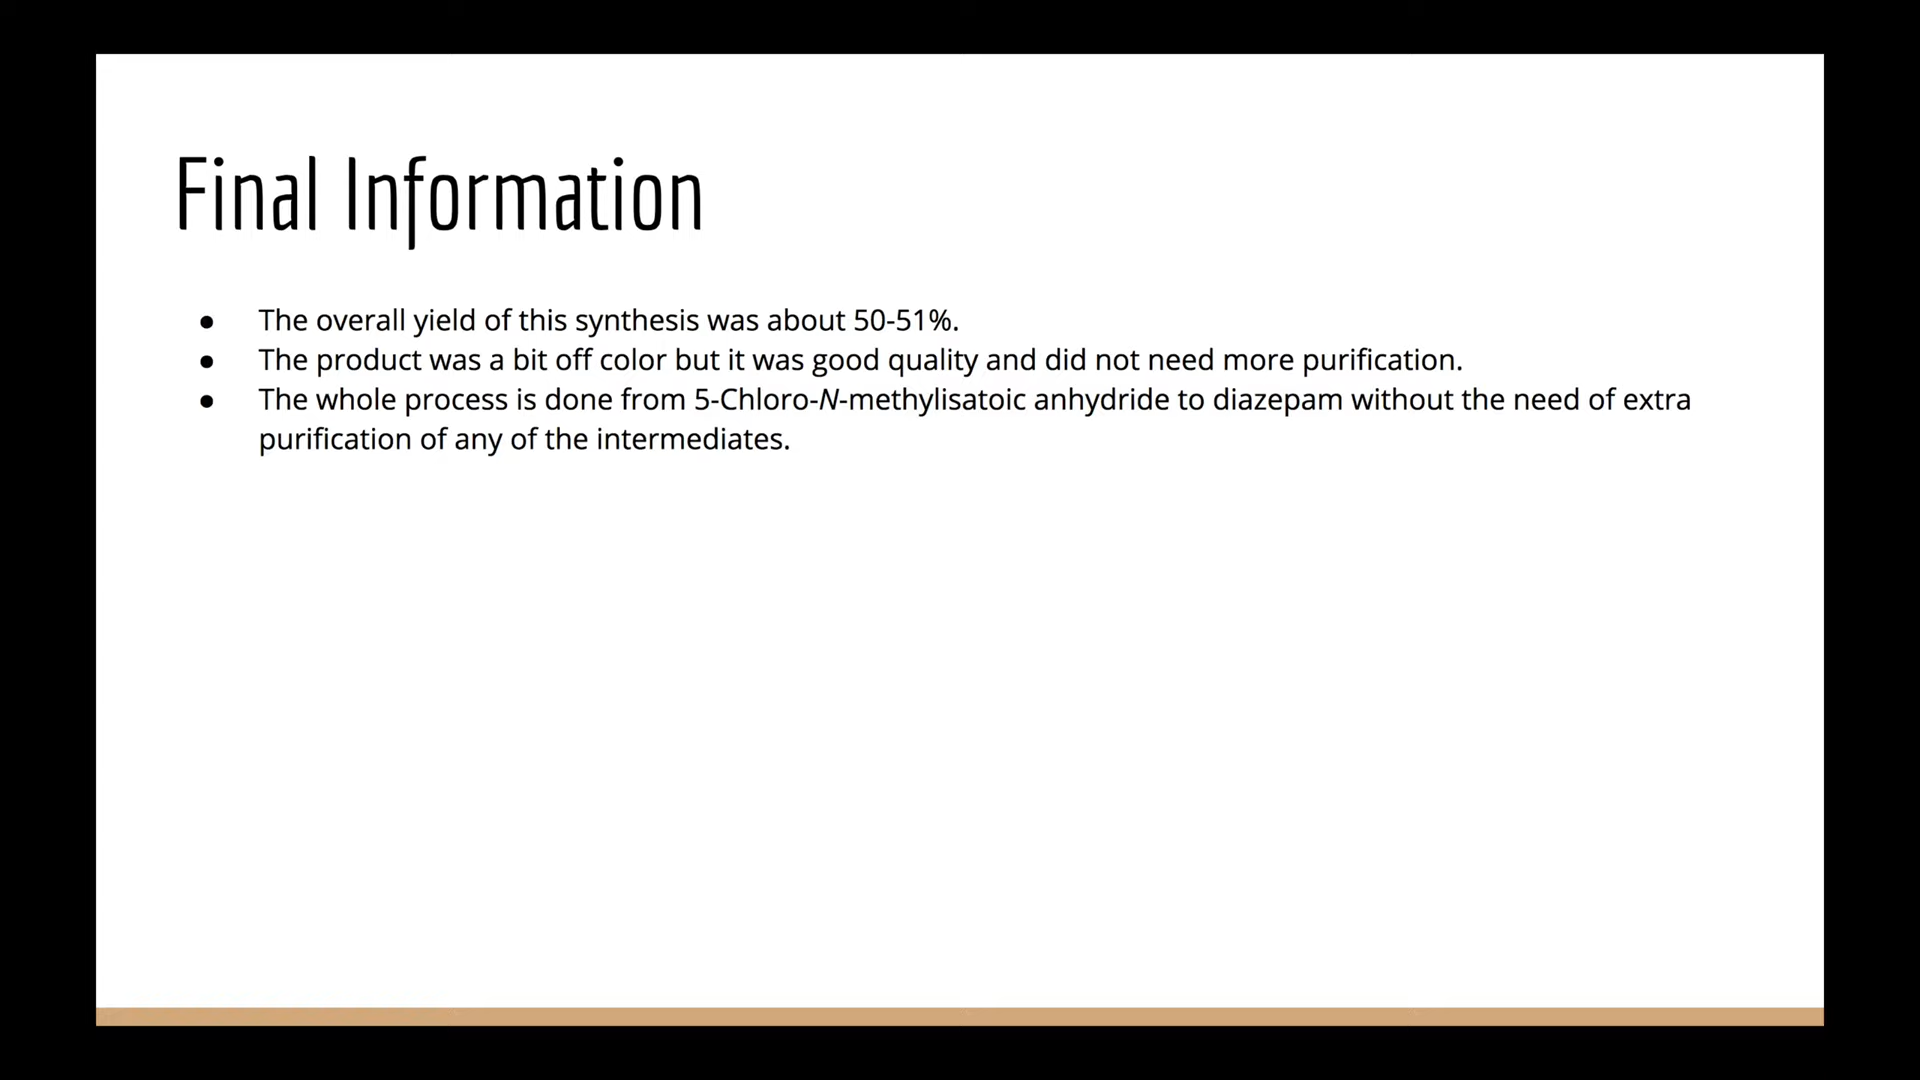 Final Information
● The overall yield of this synthesis was about 50-51%.
● The product was a bit off color but it was good quality and did not need more purification.
● The whole process is done from 5-Chloro-N-methylisatoic anhydride to diazepam without the need of extra
purification of any of the intermediates.